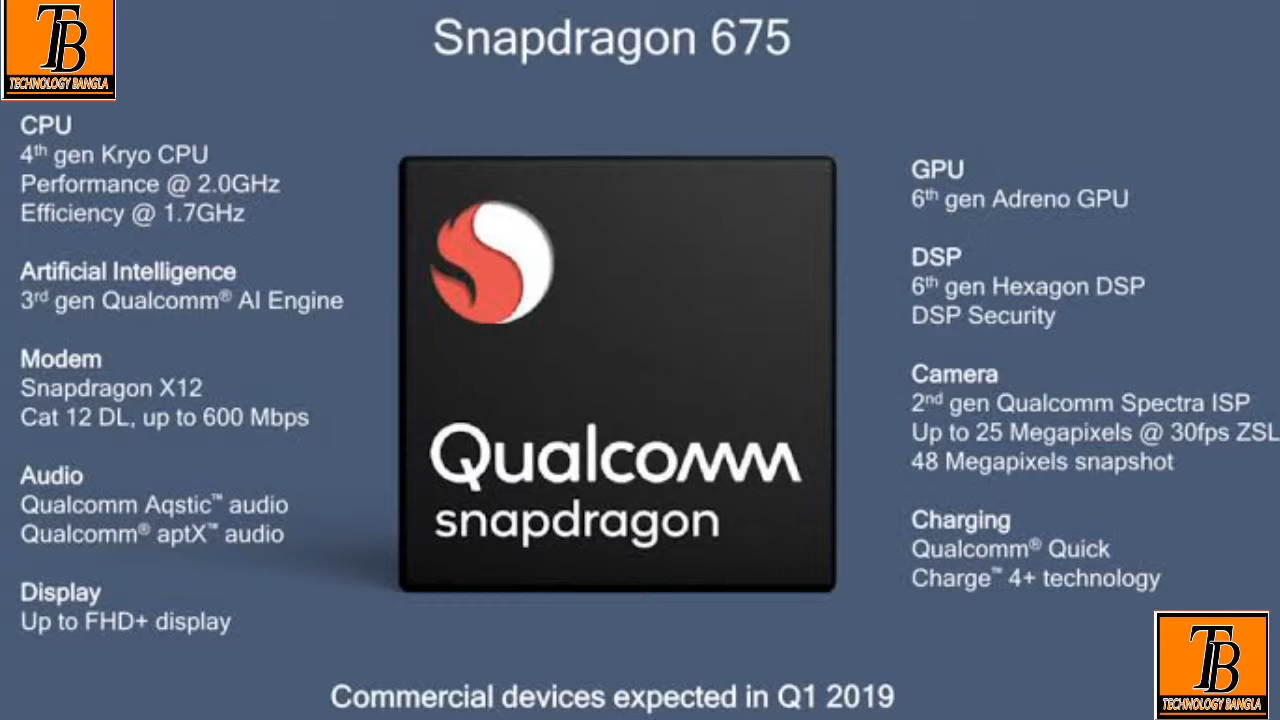 TB
TECHNOLOGY BANGLA
Snapdragon 675
CPU
4th gen Kryo CPU
Performance @ 2.0GHz
Efficiency @ 1.7GHz
Artificial Intelligence
3rd gen Qualcomm® AI Engine
Modem
Snapdragon X12
Cat 12 DL, up to 600 Mbps
Audio
Qualcomm Aqstic™ audio
Qualcomm® aptX™ audio
Display
Up to FHD+ display
Qualcomm
snapdragon
GPU
6th gen Adreno GPU
DSP
6th gen Hexagon DSP
DSP Security
Camera
2nd gen Qualcomm Spectra ISP
Up to 25 Megapixels @ 30fps ZSL
48 Megapixels snapshot
Charging
Qualcomm® Quick
Charge™ 4+ technology
Commercial devices expected in Q1 2019
TB
TECHNOLOGY BANGLA